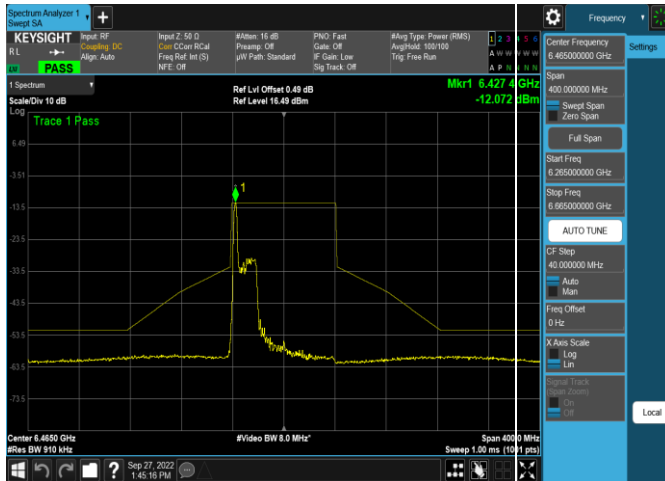 Spectrum Analyzer 1
Swept SA
+
KEYSIGHT
R L
PASS
Input: RF
Coupling: DC
Align: Auto
Input Z: 50 Ω
Corr CCorr RCal
Freq Ref: Int (S)
NFE: Off
#Atten: 16 dB
Preamp: Off
µW Path: Standard
PNO: Fast
Gate: Off
IF Gain: Low
Sig Track: Off
#Avg Type: Power (RMS)
Avg|Hold: 100/100
Trig: Free Run
1 2 3 4 5 6
A W W W W W
A P N N N N
1 Spectrum
Scale/Div 10 dB
Log
Ref Lvl Offset 0.49 dB
Ref Level 16.49 dBm
Mkr1 6.427 4 GHz
-12.072 dBm
Trace 1 Pass
6.49
-3.51
-13.5
-23.5
-33.5
-43.5
-53.5
-63.5
-73.5
1
Center 6.4650 GHz
#Res BW 910 kHz
#Video BW 8.0 MHz*
Span 400.0 MHz
Sweep 1.00 ms (1001 pts)
?
Sep 27, 2022
1:45:16 PM
Frequency
Settings
Center Frequency
6.465000000 GHz
Span
400.000000 MHz
Swept Span
Zero Span
Full Span
Start Freq
6.265000000 GHz
Stop Freq
6.665000000 GHz
AUTO TUNE
CF Step
40.000000 MHz
Auto
Man
Freq Offset
0 Hz
X Axis Scale
Log
Lin
Signal Track
(Span Zoom)
On
Off
Local